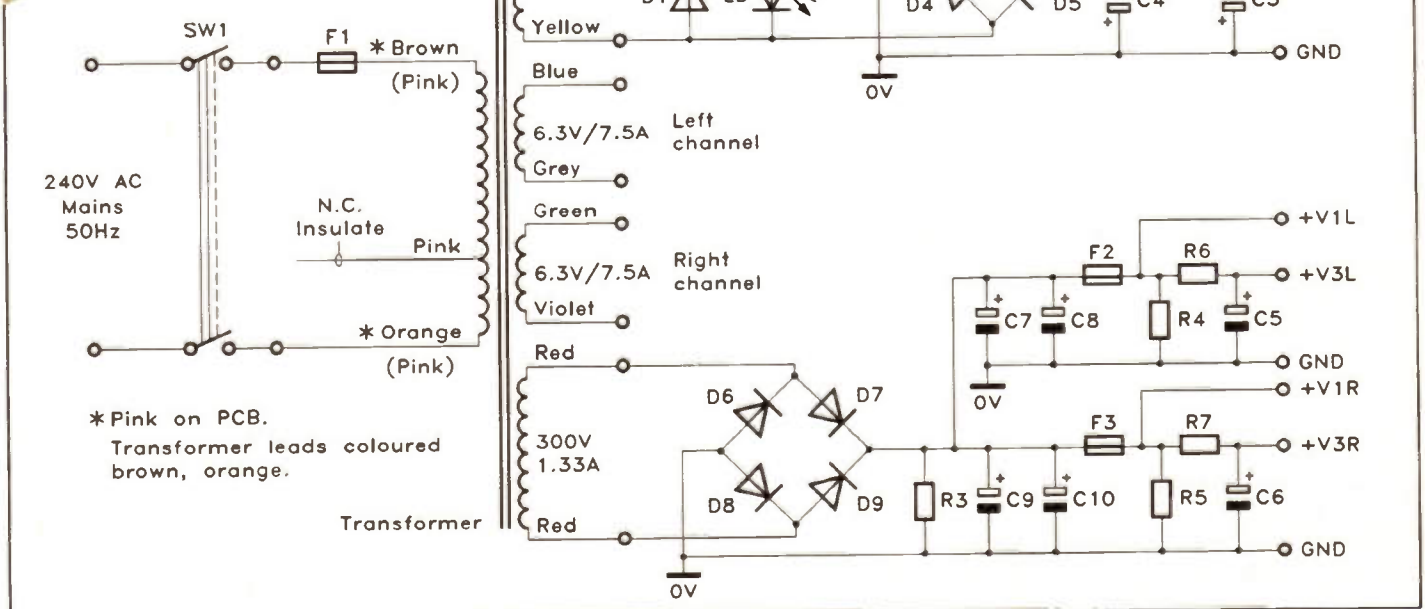 Yellow
D4
D5
GND
0V
SW1
F1
* Brown
(Pink)
240V AC
Mains
50Hz
N.C.
Insulate
Pink
* Orange
(Pink)
* Pink on PCB.
Transformer leads coloured
brown, orange.
Transformer
Blue
6.3V/7.5A
Left
channel
Grey
Green
6.3V/7.5A
Right
channel
Violet
Red
300V
1.33A
Red
D6
D7
D8
D9
0V
+V1L
F2
R6
+V3L
+
C7
+
C8
R4
+
C5
GND
0V
+V1R
F3
R7
+V3R
R3
+
C9
+
C10
R5
+
C6
GND